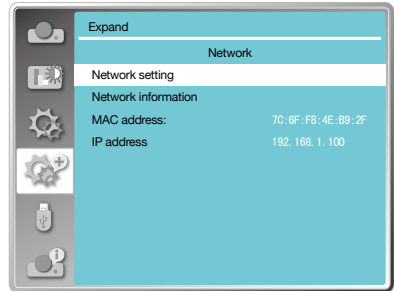 Expand
Network
Network setting
Network information
MAC address: 7C:6F:F8:4E:B9:2F
IP address 192. 168. 1. 100